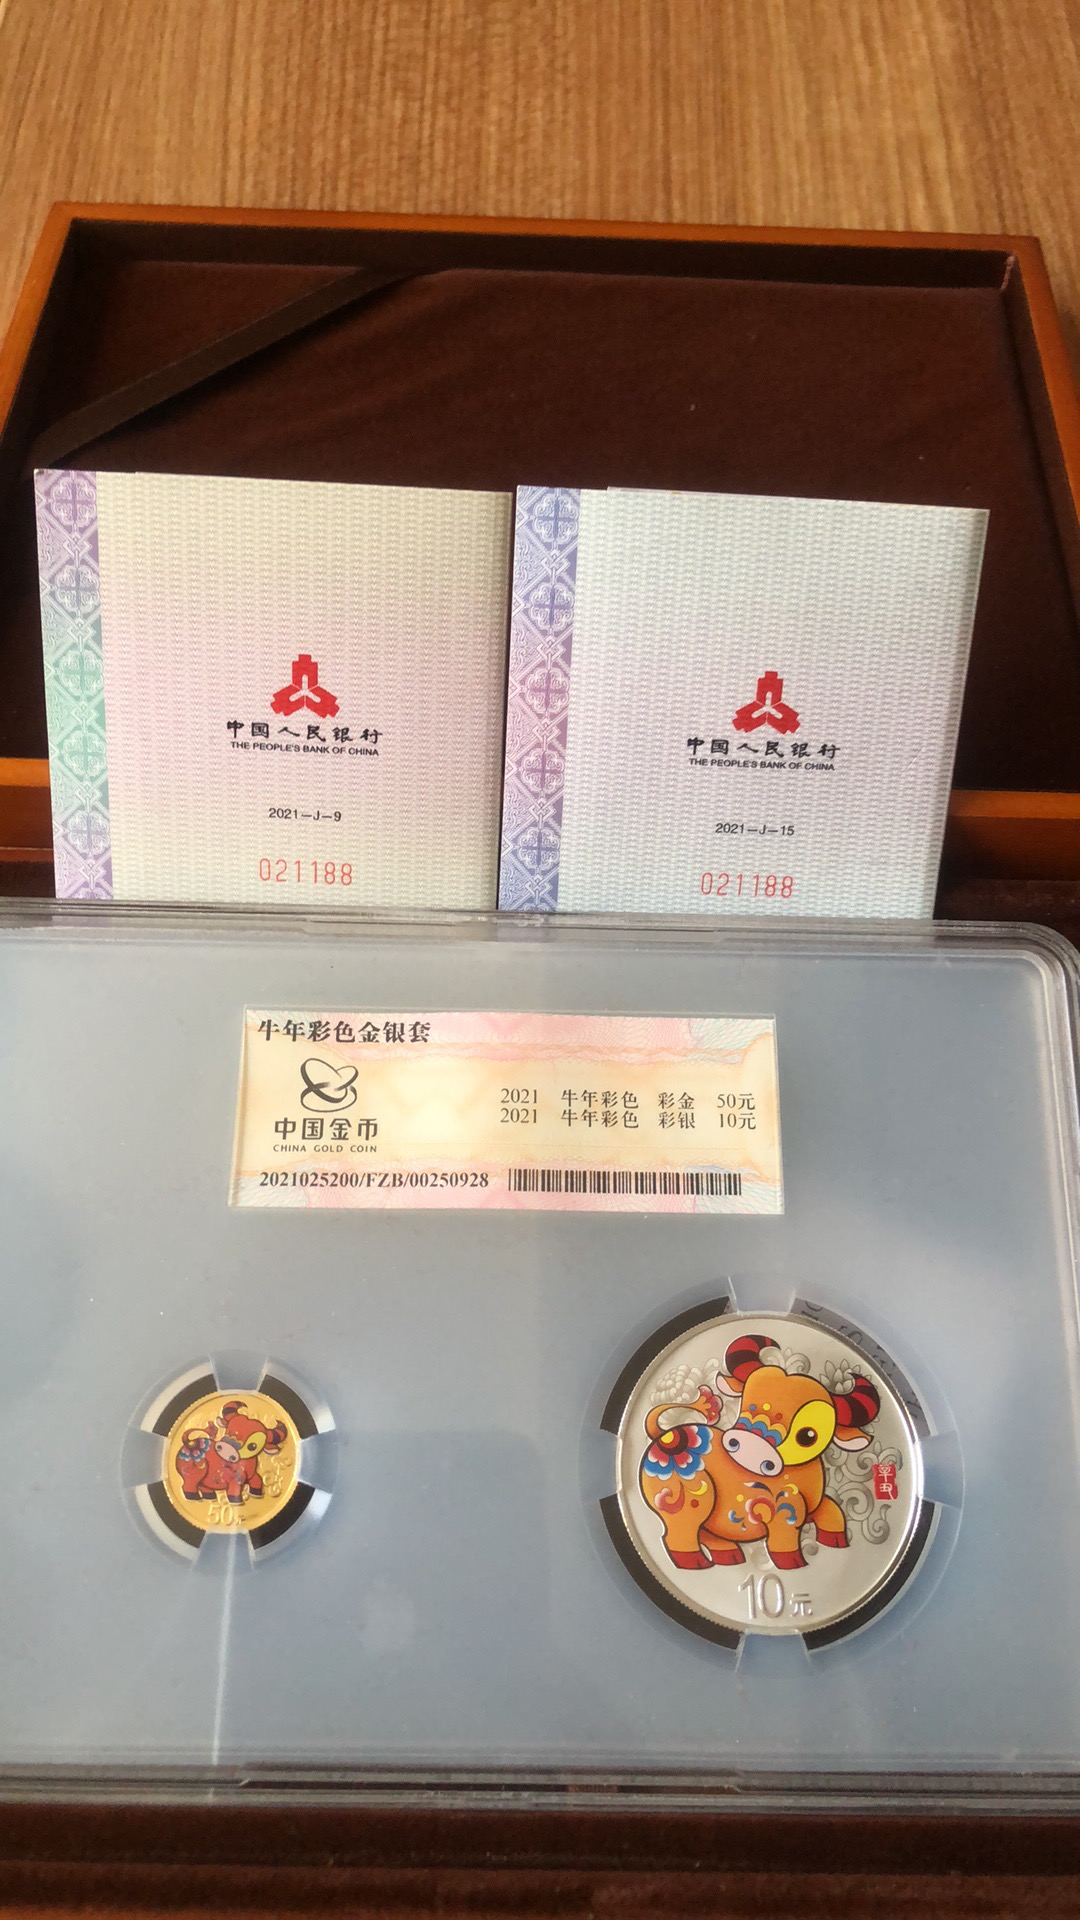 中国人民银行
THE PEOPLE'S BANK OF CHINA
2021-J-9
021188
中国人民银行
THE PEOPLE'S BANK OF CHINA
2021-J-15
021188
牛年彩色金银套
中国金币
CHINA GOLD COIN
2021 牛年彩色 彩金 50元
2021 牛年彩色 彩银 10元
2021025200/FZB/00250928
50元
辛丑
10元